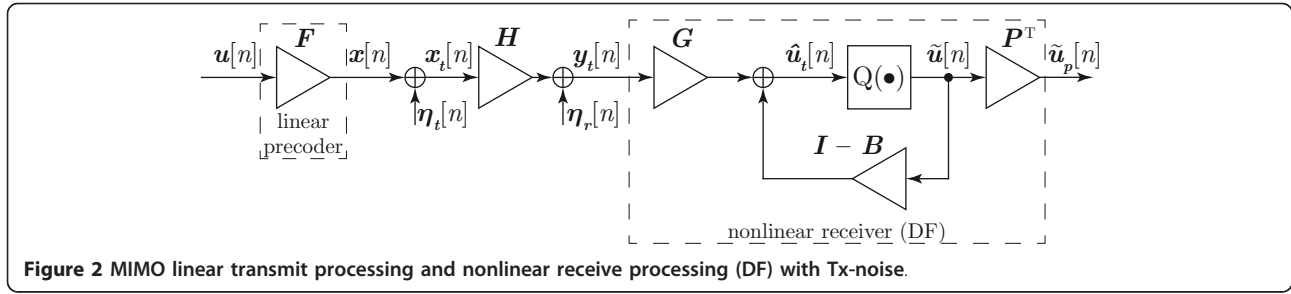 F
H
G
P^T
u[n]
x[n]
x_t[n]
y_t[n]
û_t[n]
ũ[n]
ũ_p[n]
Q(•)
η_t[n]
η_r[n]
linear
precoder
I − B
nonlinear receiver (DF)
Figure 2 MIMO linear transmit processing and nonlinear receive processing (DF) with Tx-noise.